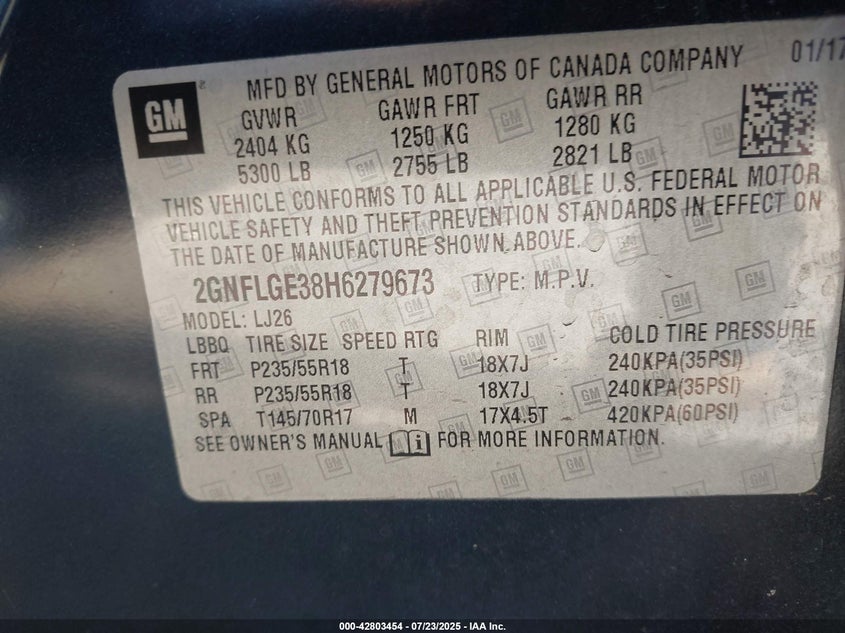 GM
MFD BY GENERAL MOTORS OF CANADA COMPANY 01/17
GVWR GAWR FRT GAWR RR
2404 KG 1250 KG 1280 KG
5300 LB 2755 LB 2821 LB
THIS VEHICLE CONFORMS TO ALL APPLICABLE U.S. FEDERAL MOTOR
VEHICLE SAFETY AND THEFT PREVENTION STANDARDS IN EFFECT ON
THE DATE OF MANUFACTURE SHOWN ABOVE.
2GNFLGE38H6279673 TYPE: M.P.V.
MODEL: LJ26
LBBQ TIRE SIZE SPEED RTG RIM COLD TIRE PRESSURE
FRT P235/55R18 T 18X7J 240KPA(35PSI)
RR P235/55R18 T 18X7J 240KPA(35PSI)
SPA T145/70R17 M 17X4.5T 420KPA(60PSI)
SEE OWNER'S MANUAL FOR MORE INFORMATION.
000-42803454 - 07/23/2025 - IAA Inc.